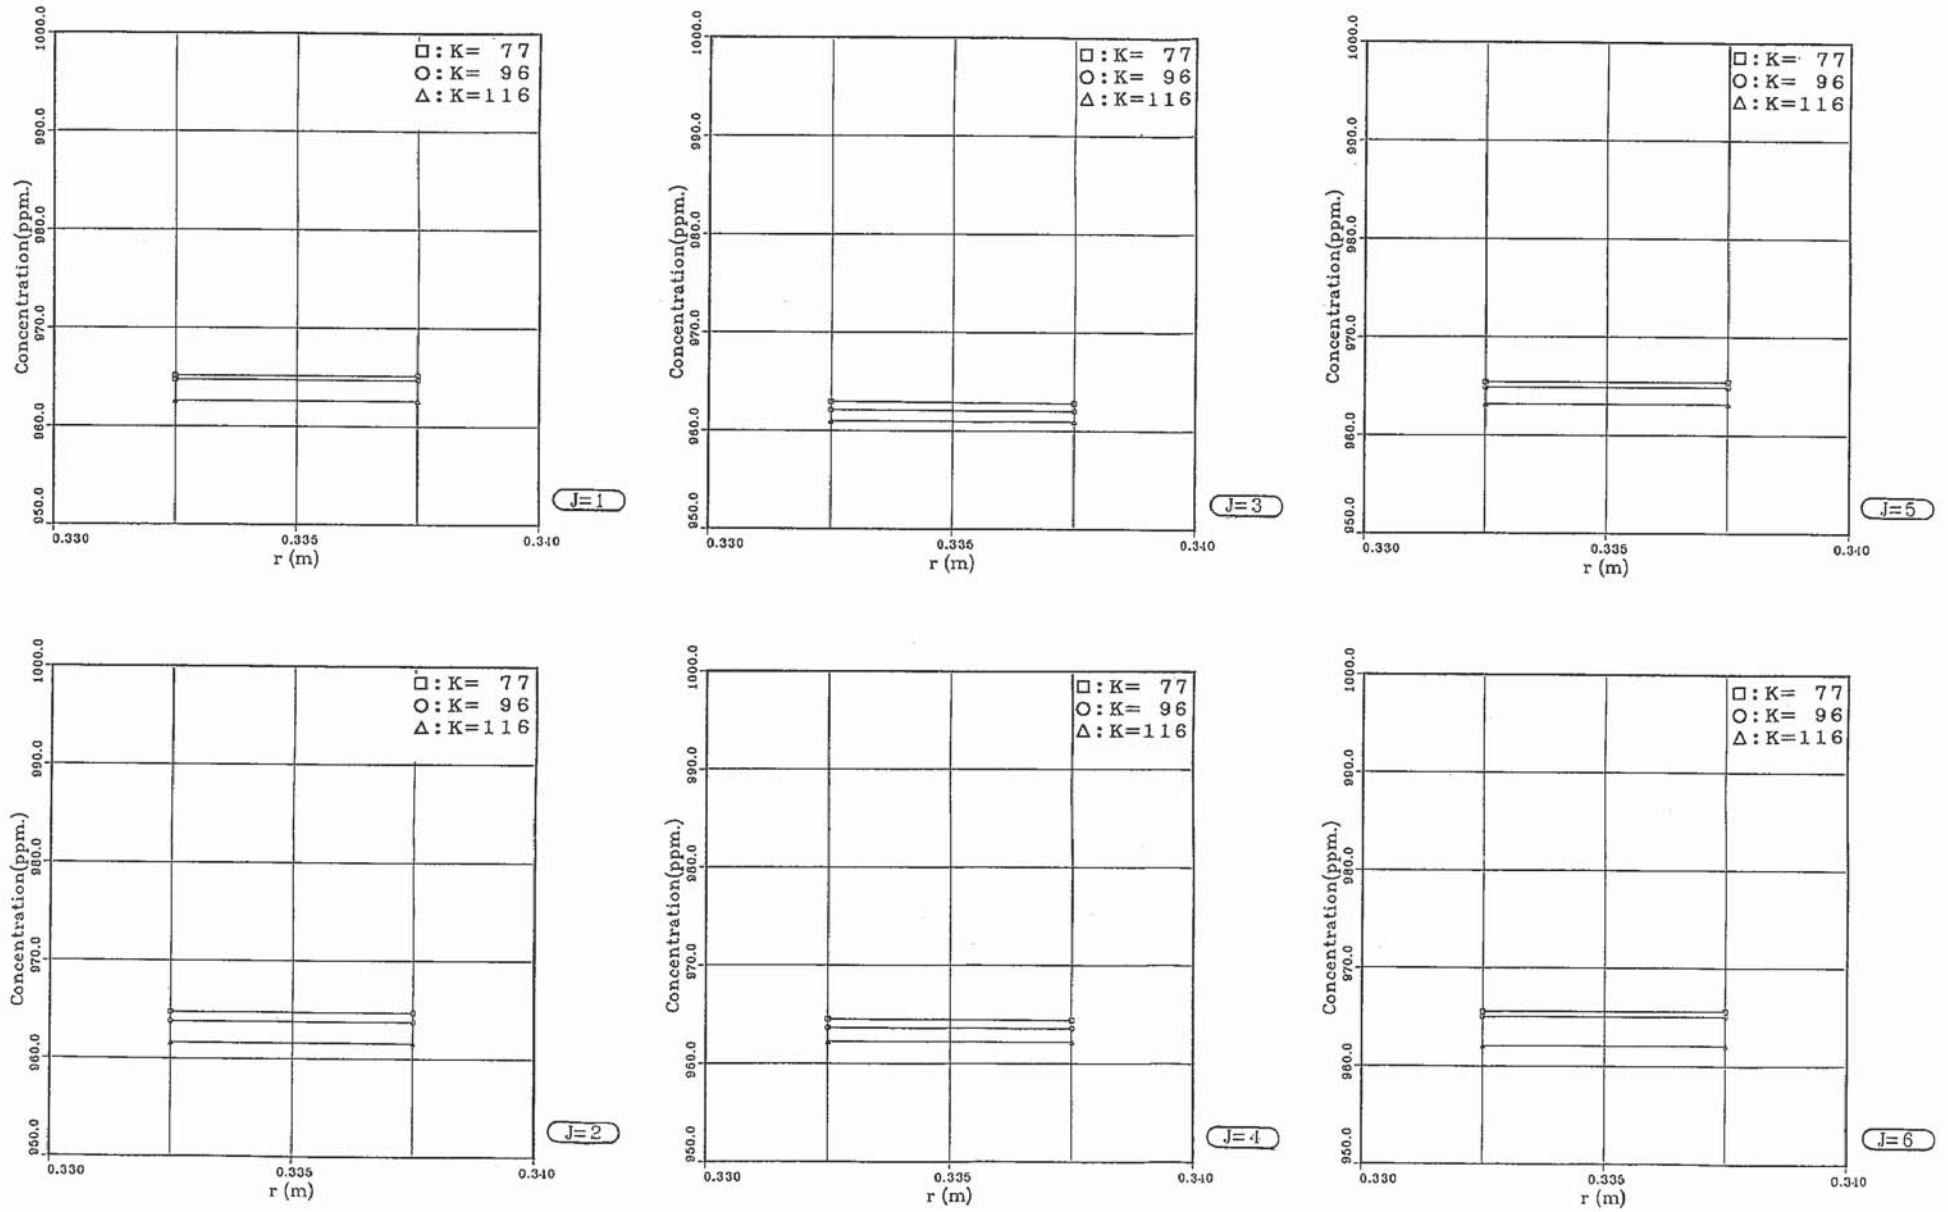 1000.0
990.0
980.0
970.0
960.0
950.0
Concentration(ppm.)
□: K= 77
○: K= 96
△: K=116
0.330 0.335 0.340
r (m)
J=1
1000.0
990.0
980.0
970.0
960.0
950.0
Concentration(ppm.)
□: K= 77
○: K= 96
△: K=116
0.330 0.335 0.340
r (m)
J=3
1000.0
990.0
980.0
970.0
960.0
950.0
Concentration(ppm.)
□: K= 77
○: K= 96
△: K=116
0.330 0.335 0.340
r (m)
J=5
1000.0
990.0
980.0
970.0
960.0
950.0
Concentration(ppm.)
□: K= 77
○: K= 96
△: K=116
0.330 0.335 0.340
r (m)
J=2
1000.0
990.0
980.0
970.0
960.0
950.0
Concentration(ppm.)
□: K= 77
○: K= 96
△: K=116
0.330 0.335 0.340
r (m)
J=4
1000.0
990.0
980.0
970.0
960.0
950.0
Concentration(ppm.)
□: K= 77
○: K= 96
△: K=116
0.330 0.335 0.340
r (m)
J=6